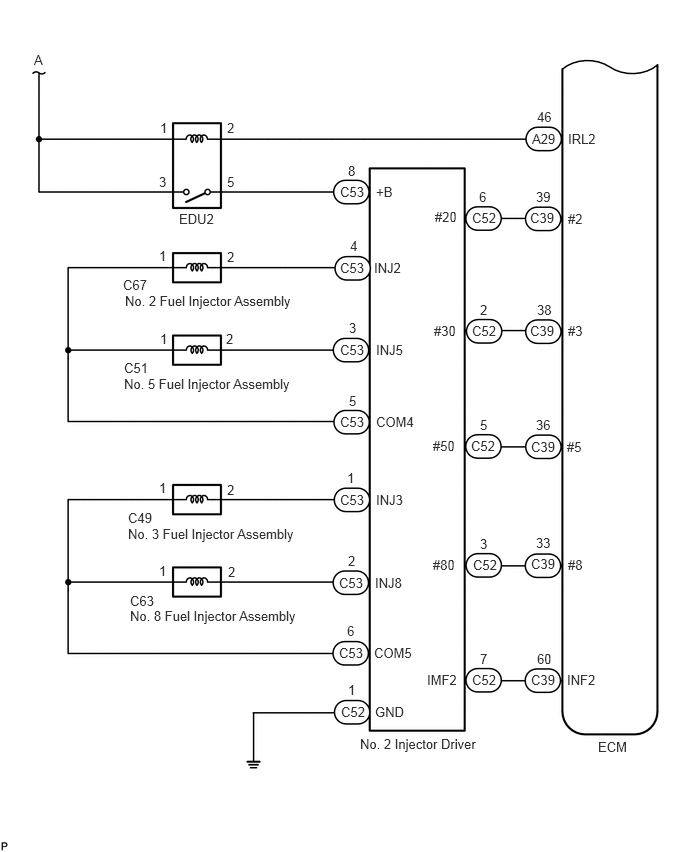 A
1 2 46
A29 IRL2
3 5 8
C53 +B
EDU2
6 39
#20 C52 C39 #2
1 2 4
C53 INJ2
C67
No. 2 Fuel Injector Assembly
2 38
#30 C52 C39 #3
1 2 3
C53 INJ5
C51
No. 5 Fuel Injector Assembly
5
C53 COM4
5 36
#50 C52 C39 #5
1 2 1
C53 INJ3
C49
No. 3 Fuel Injector Assembly
3 33
#80 C52 C39 #8
1 2 2
C53 INJ8
C63
No. 8 Fuel Injector Assembly
6
C53 COM5
7 60
IMF2 C52 C39 INF2
1
C52 GND
No. 2 Injector Driver
ECM
P